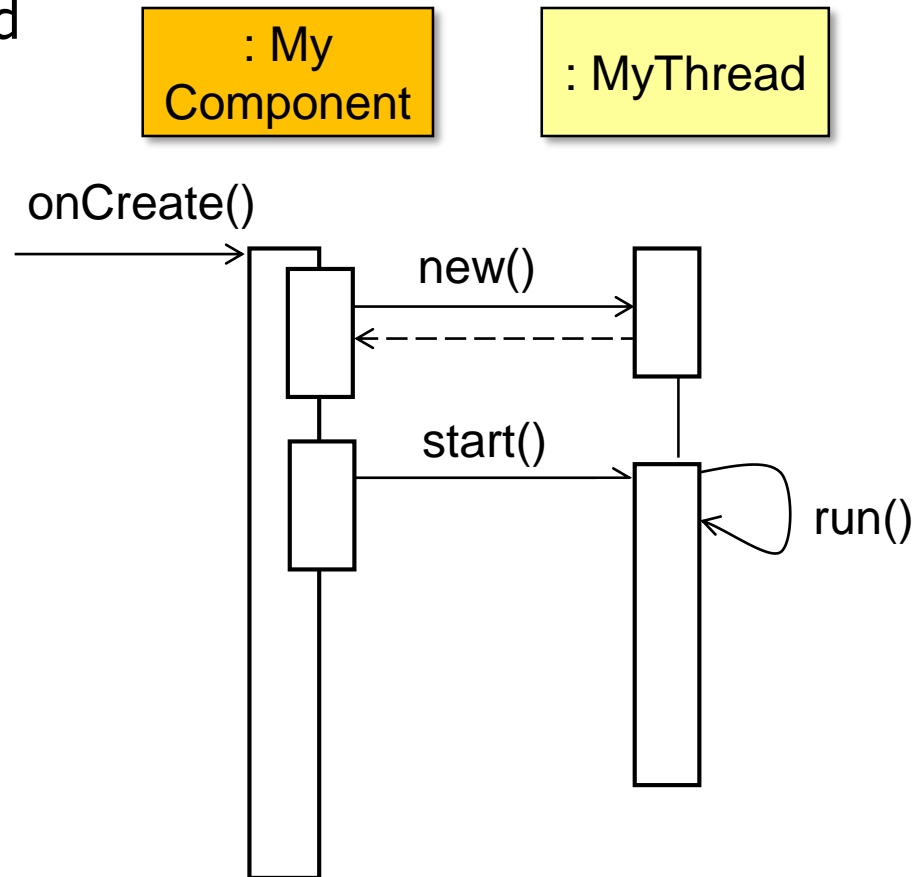 : My
Component
: MyThread
onCreate()
new()
start()
run()